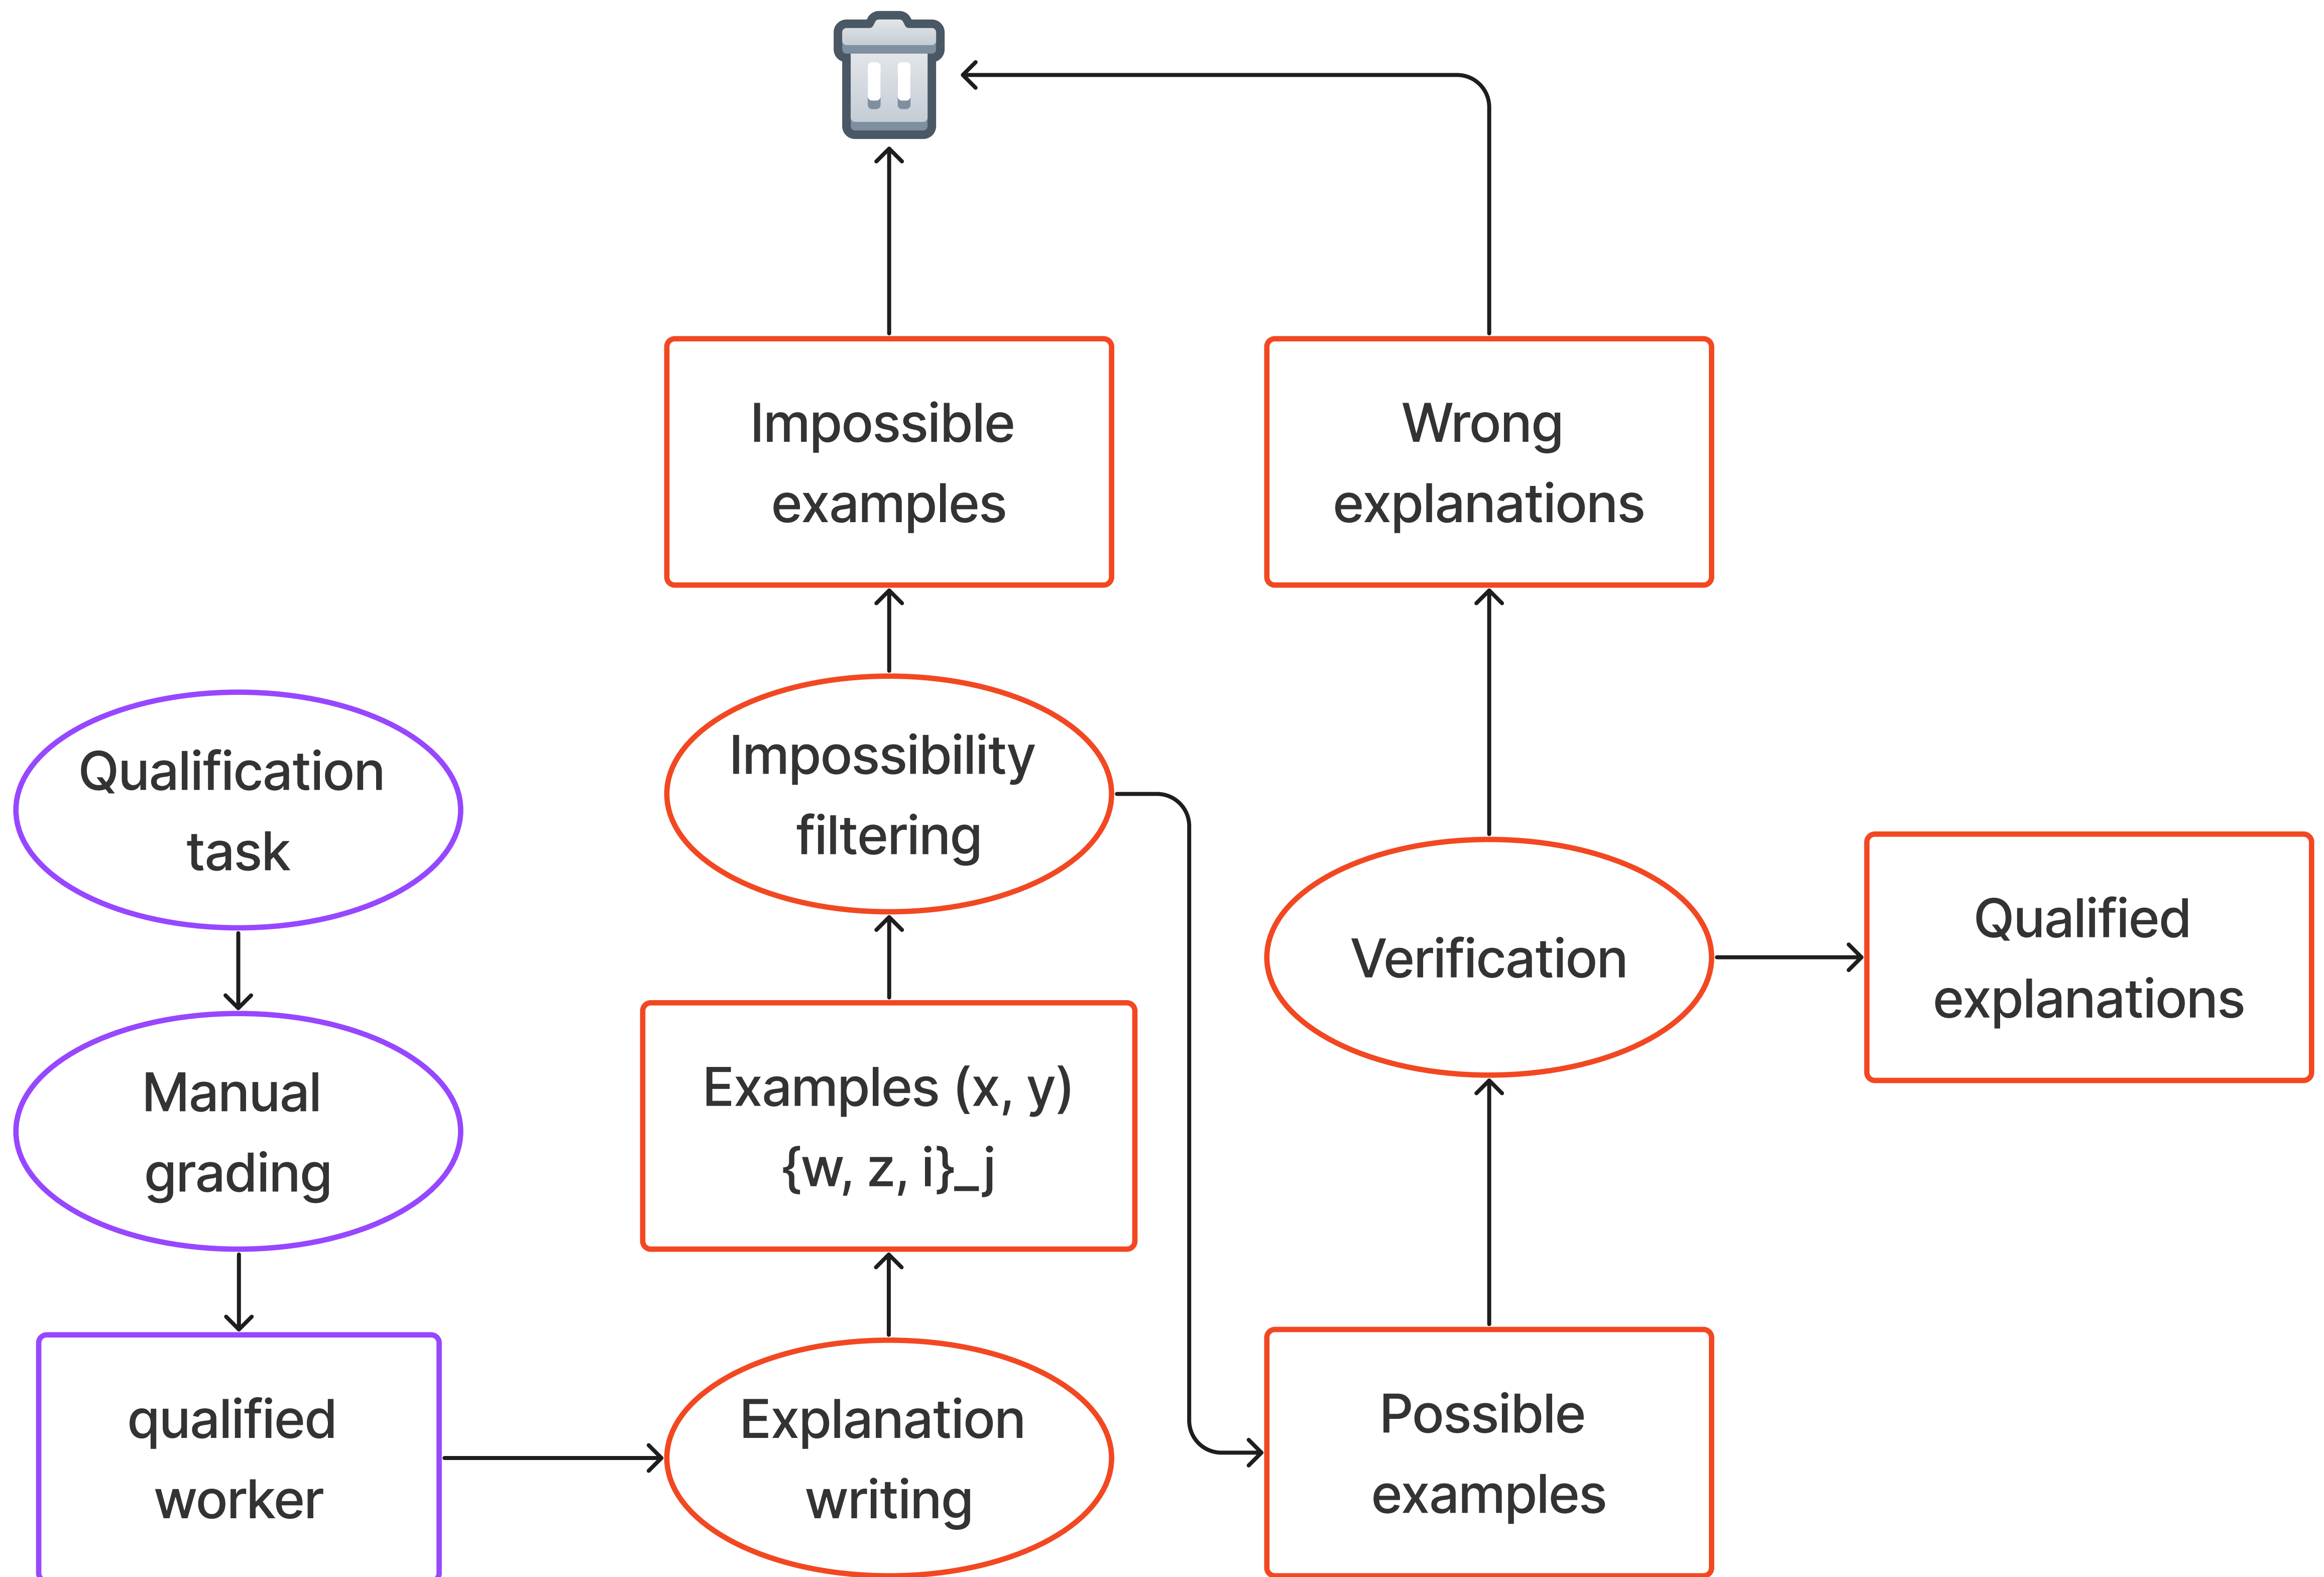 Impossible
examples
Wrong
explanations
Qualification
task
Impossibility
filtering
Verification
Qualified
explanations
Manual
grading
Examples (x, y)
{w, z, i}_j
qualified
worker
Explanation
writing
Possible
examples